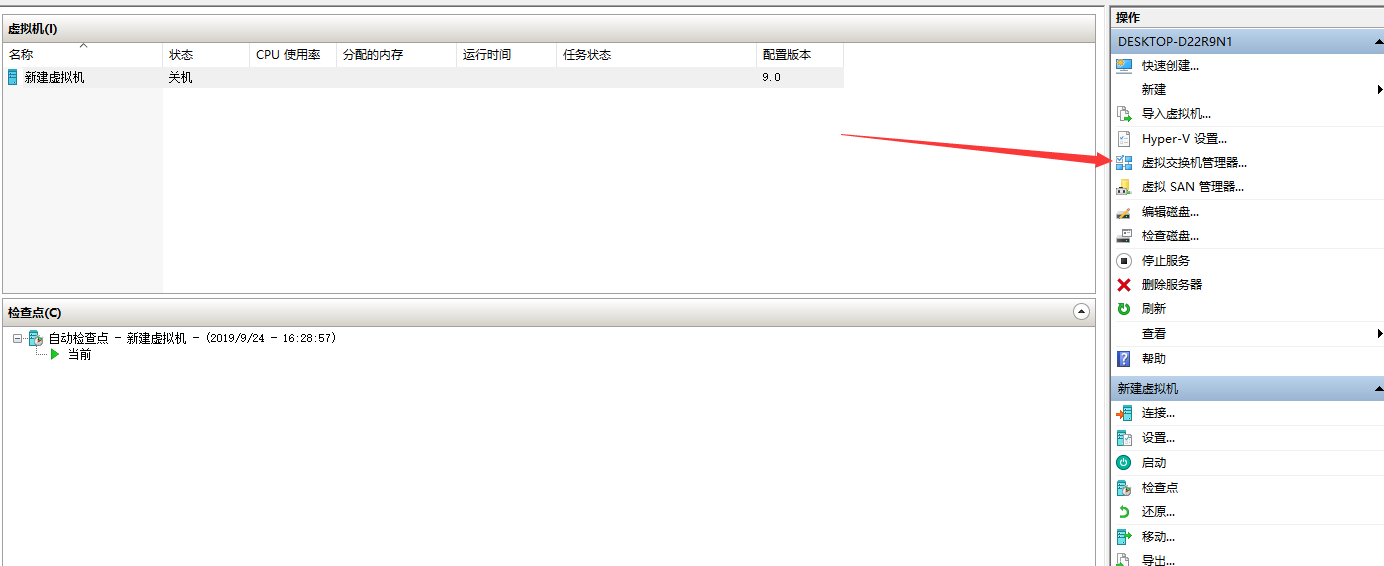 虚拟机(I)
名称 状态 CPU 使用率 分配的内存 运行时间 任务状态 配置版本
新建虚拟机 关机 9.0
检查点(C)
自动检查点 - 新建虚拟机 - (2019/9/24 - 16:28:57)
当前
操作
DESKTOP-D22R9N1
快速创建...
新建
导入虚拟机...
Hyper-V 设置...
虚拟交换机管理器...
虚拟 SAN 管理器...
编辑磁盘...
检查磁盘...
停止服务
删除服务器
刷新
查看
帮助
新建虚拟机
连接...
设置...
启动
检查点
还原...
移动...
导出...